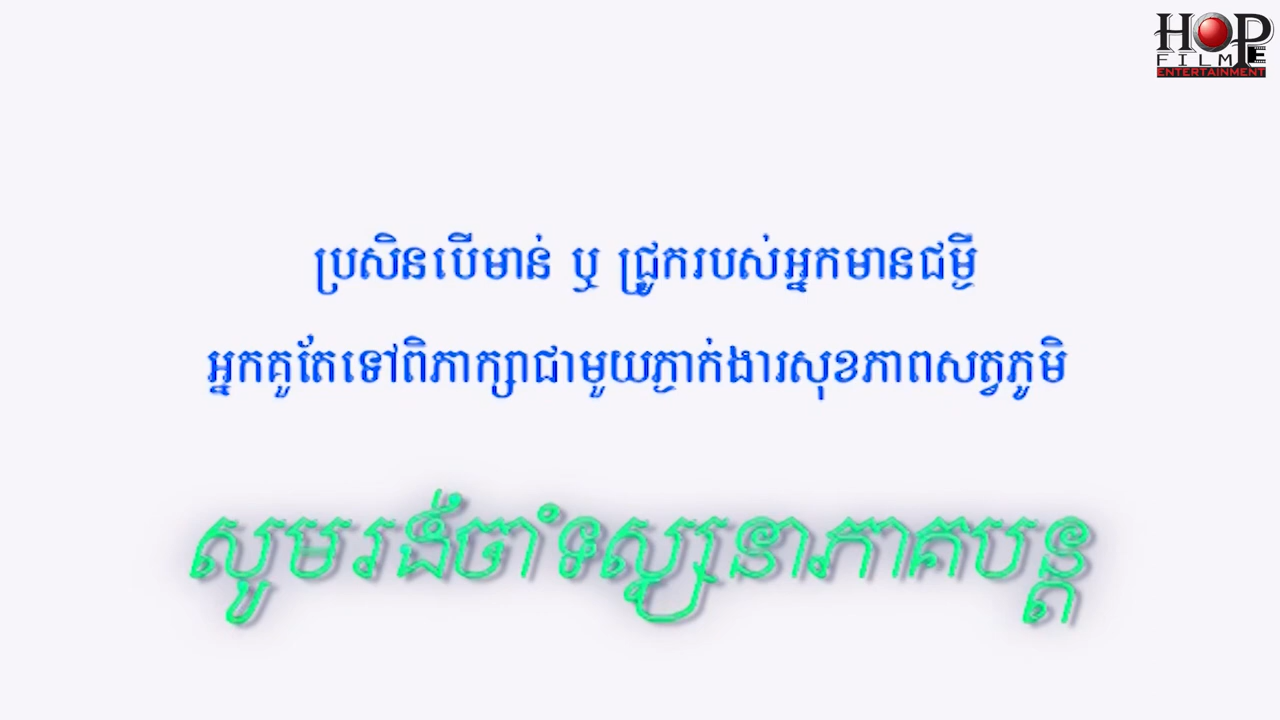 HOPE
FILM
ENTERTAINMENT
ប្រសិនបើមាន់ ឬ ជ្រូករបស់អ្នកមានជម្ងឺ
អ្នកគួតែទៅពិភាក្សាជាមួយភ្ងាក់ងារសុខភាពសត្វភូមិ
សូមរង់ចាំទស្សនាភាគបន្ត